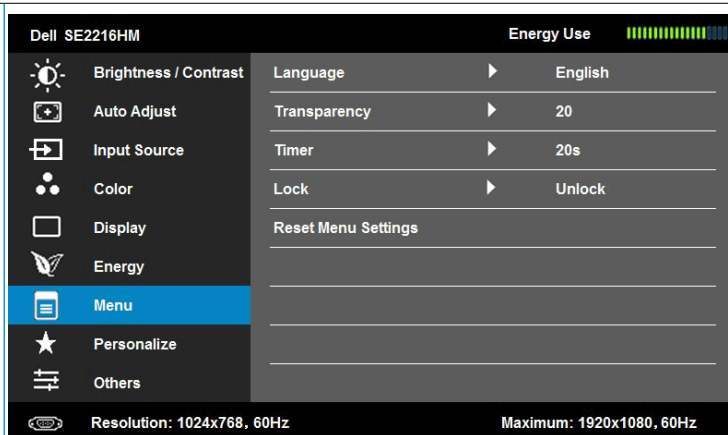 Dell SE2216HM Energy Use
Brightness / Contrast Language English
Auto Adjust Transparency 20
Input Source Timer 20s
Color Lock Unlock
Display Reset Menu Settings
Energy
Menu
Personalize
Others
Resolution: 1024x768, 60Hz Maximum: 1920x1080, 60Hz